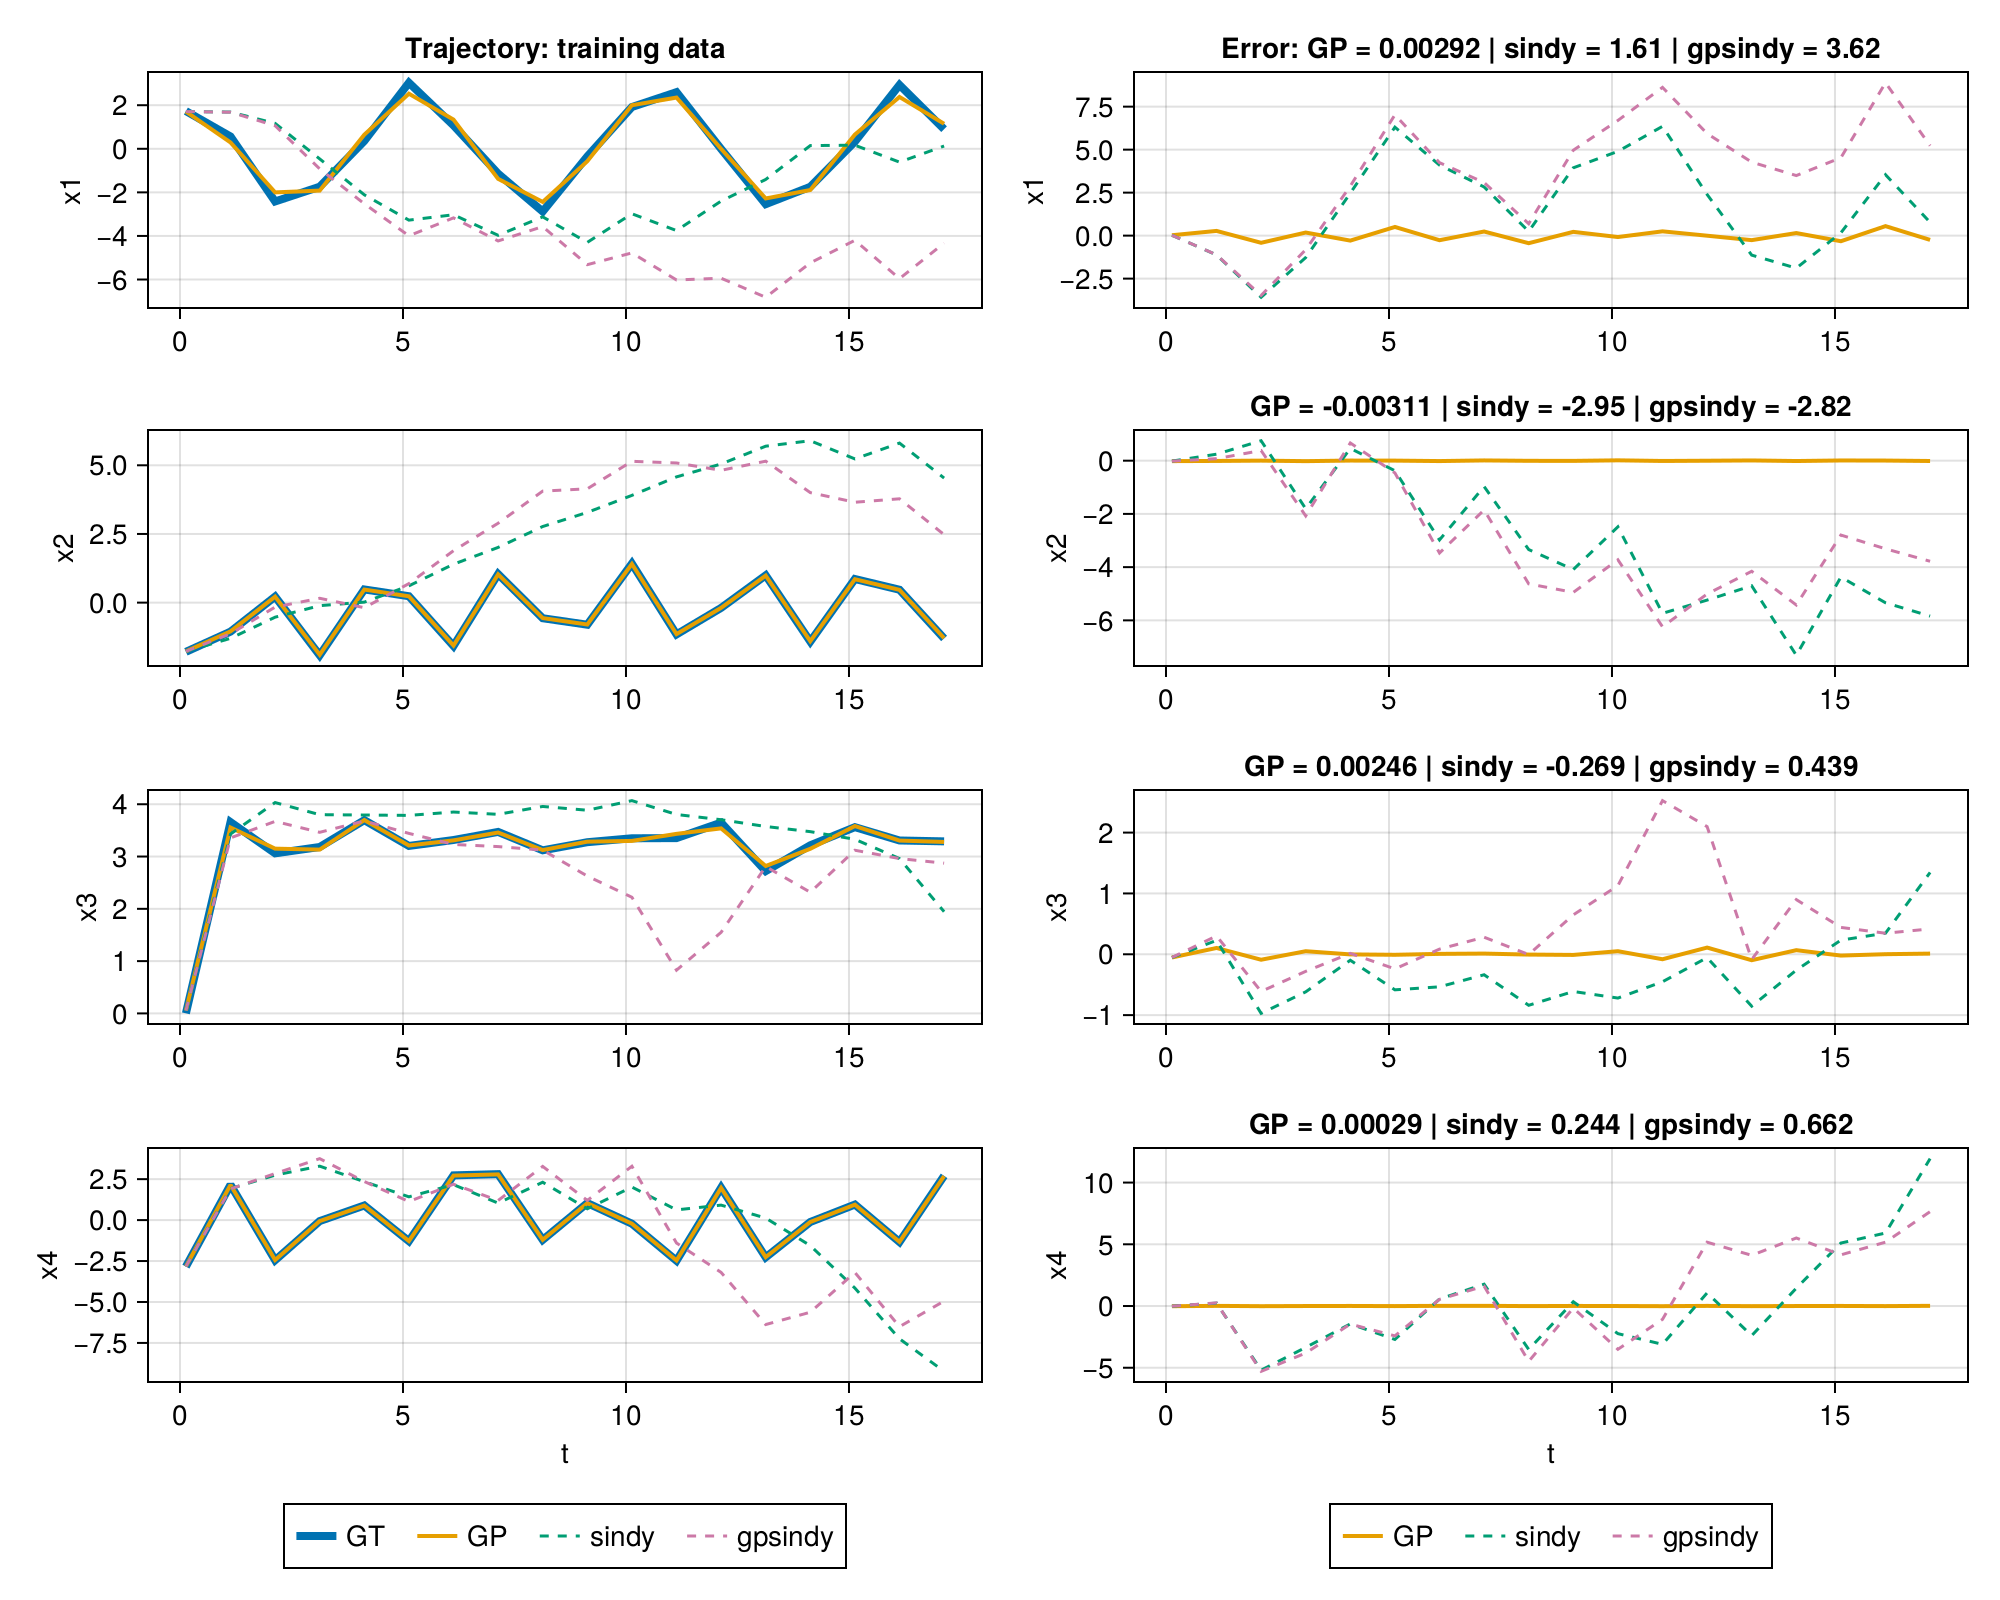 Trajectory: training data
x1
2
0
−2
−4
−6
0 5 10 15
Error: GP = 0.00292 | sindy = 1.61 | gpsindy = 3.62
x1
7.5
5.0
2.5
0.0
−2.5
0 5 10 15
x2
5.0
2.5
0.0
0 5 10 15
GP = -0.00311 | sindy = -2.95 | gpsindy = -2.82
x2
0
−2
−4
−6
0 5 10 15
x3
4
3
2
1
0
0 5 10 15
GP = 0.00246 | sindy = -0.269 | gpsindy = 0.439
x3
2
1
0
−1
0 5 10 15
x4
2.5
0.0
−2.5
−5.0
−7.5
0 5 10 15
t
GP = 0.00029 | sindy = 0.244 | gpsindy = 0.662
x4
10
5
0
−5
0 5 10 15
t
GT GP sindy gpsindy
GP sindy gpsindy